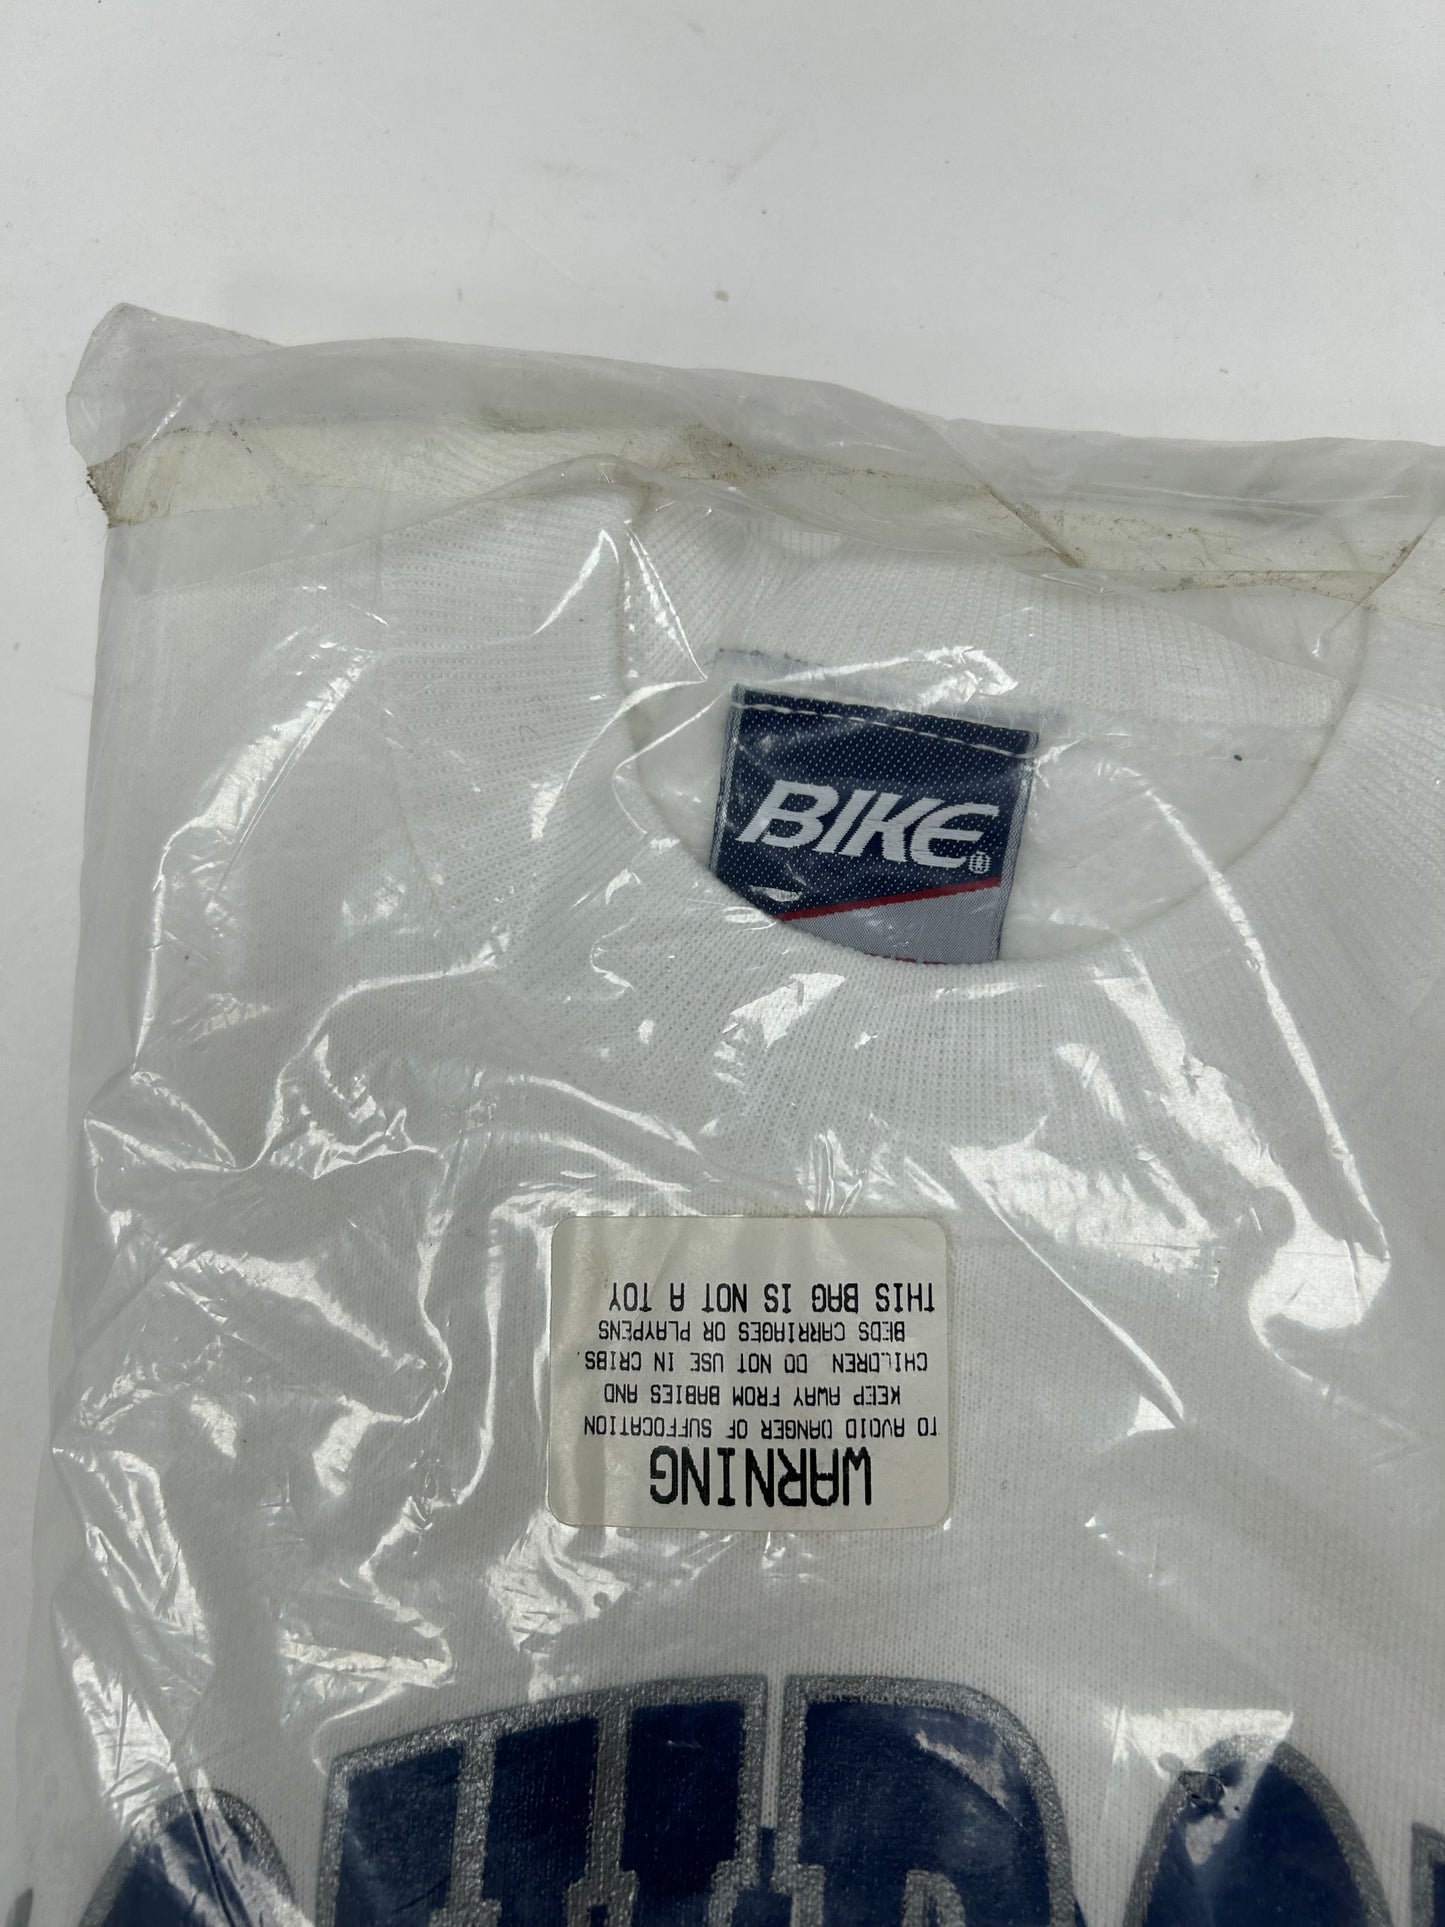 BIKE
WARNING
TO AVOID DANGER OF SUFFOCATION
KEEP AWAY FROM BABIES AND
CHILDREN DO NOT USE IN CRIBS.
BEDS CARRIAGES OR PLAYPENS
THIS BAG IS NOT A TOY